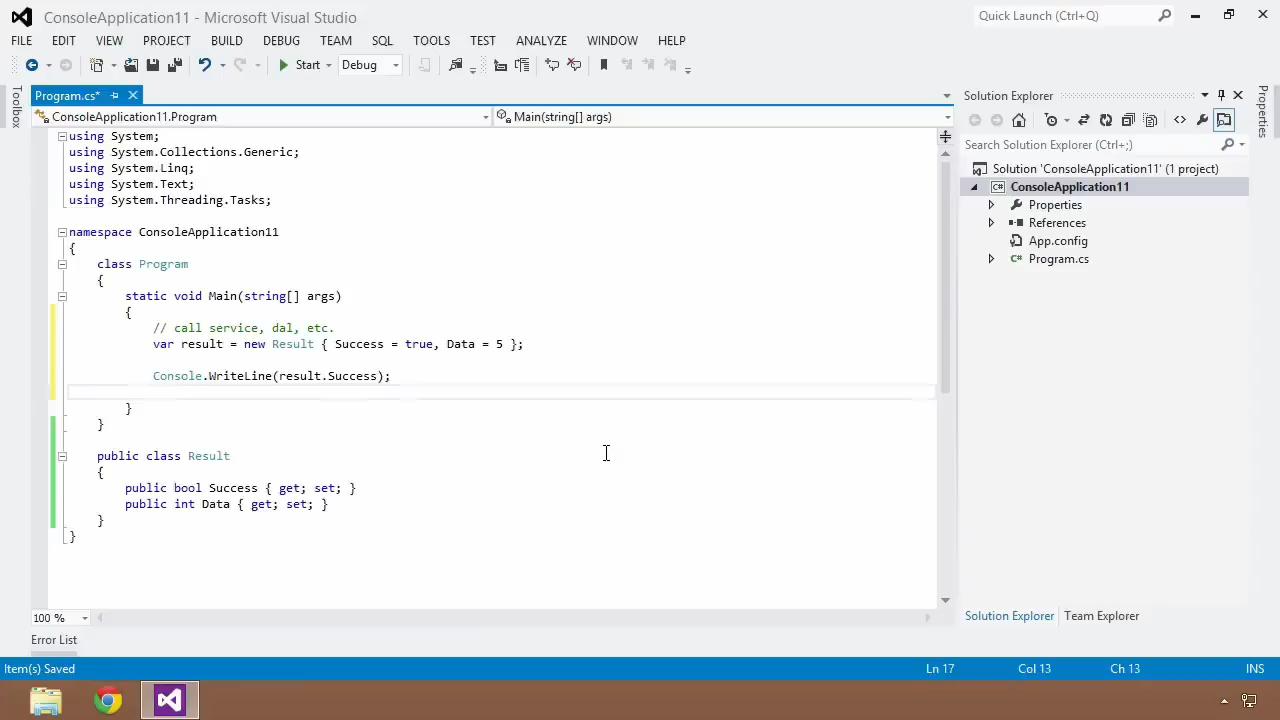 ConsoleApplication11 - Microsoft Visual Studio
Quick Launch (Ctrl+Q)
FILE EDIT VIEW PROJECT BUILD DEBUG TEAM SQL TOOLS TEST ANALYZE WINDOW HELP
Start Debug
Toolbox
Program.cs*
ConsoleApplication11.Program
Main(string[] args)
using System;
using System.Collections.Generic;
using System.Linq;
using System.Text;
using System.Threading.Tasks;
namespace ConsoleApplication11
{
class Program
{
static void Main(string[] args)
{
// call service, dal, etc.
var result = new Result { Success = true, Data = 5 };
Console.WriteLine(result.Success);
}
}
public class Result
{
public bool Success { get; set; }
public int Data { get; set; }
}
}
100 %
Error List
Solution Explorer
Search Solution Explorer (Ctrl+;)
Solution 'ConsoleApplication11' (1 project)
C# ConsoleApplication11
Properties
References
App.config
C# Program.cs
Solution Explorer Team Explorer
Properties
Item(s) Saved Ln 17 Col 13 Ch 13 INS